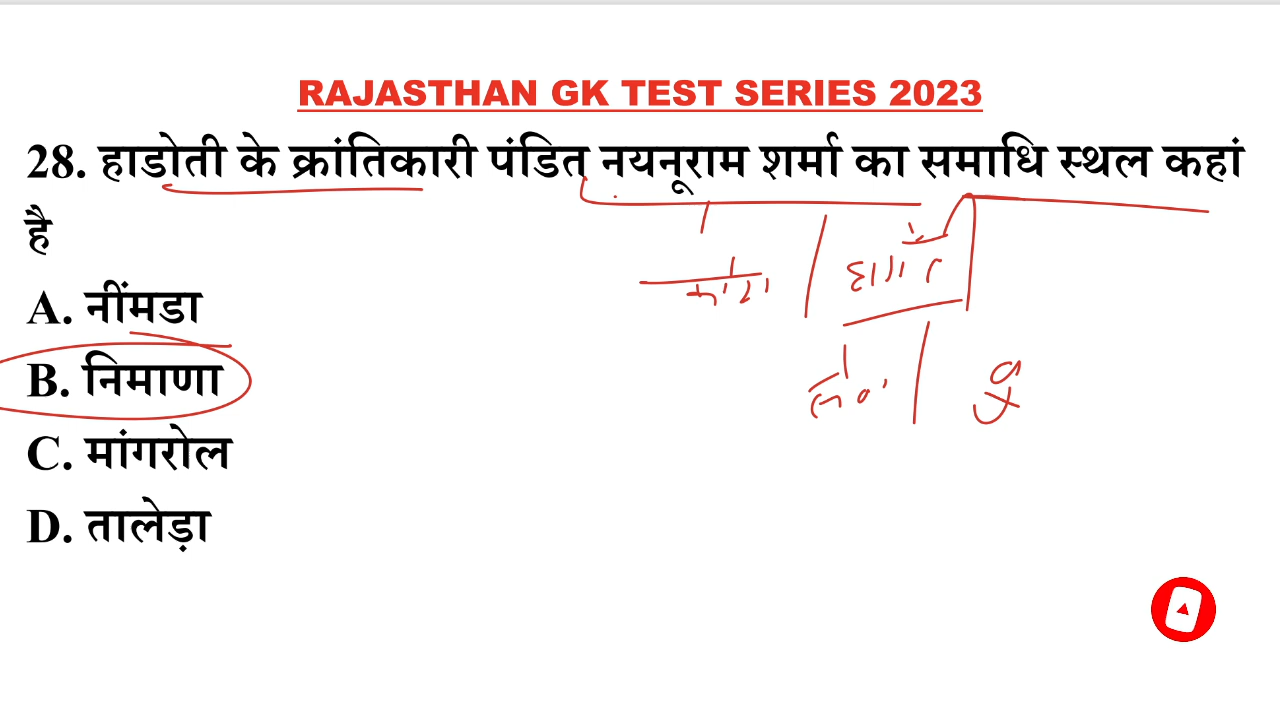 RAJASTHAN GK TEST SERIES 2023
28. हाडोती के क्रांतिकारी पंडित नयनूराम शर्मा का समाधि स्थल कहां
है
A. नींमडा
B. निमाणा
C. मांगरोल
D. तालेड़ा